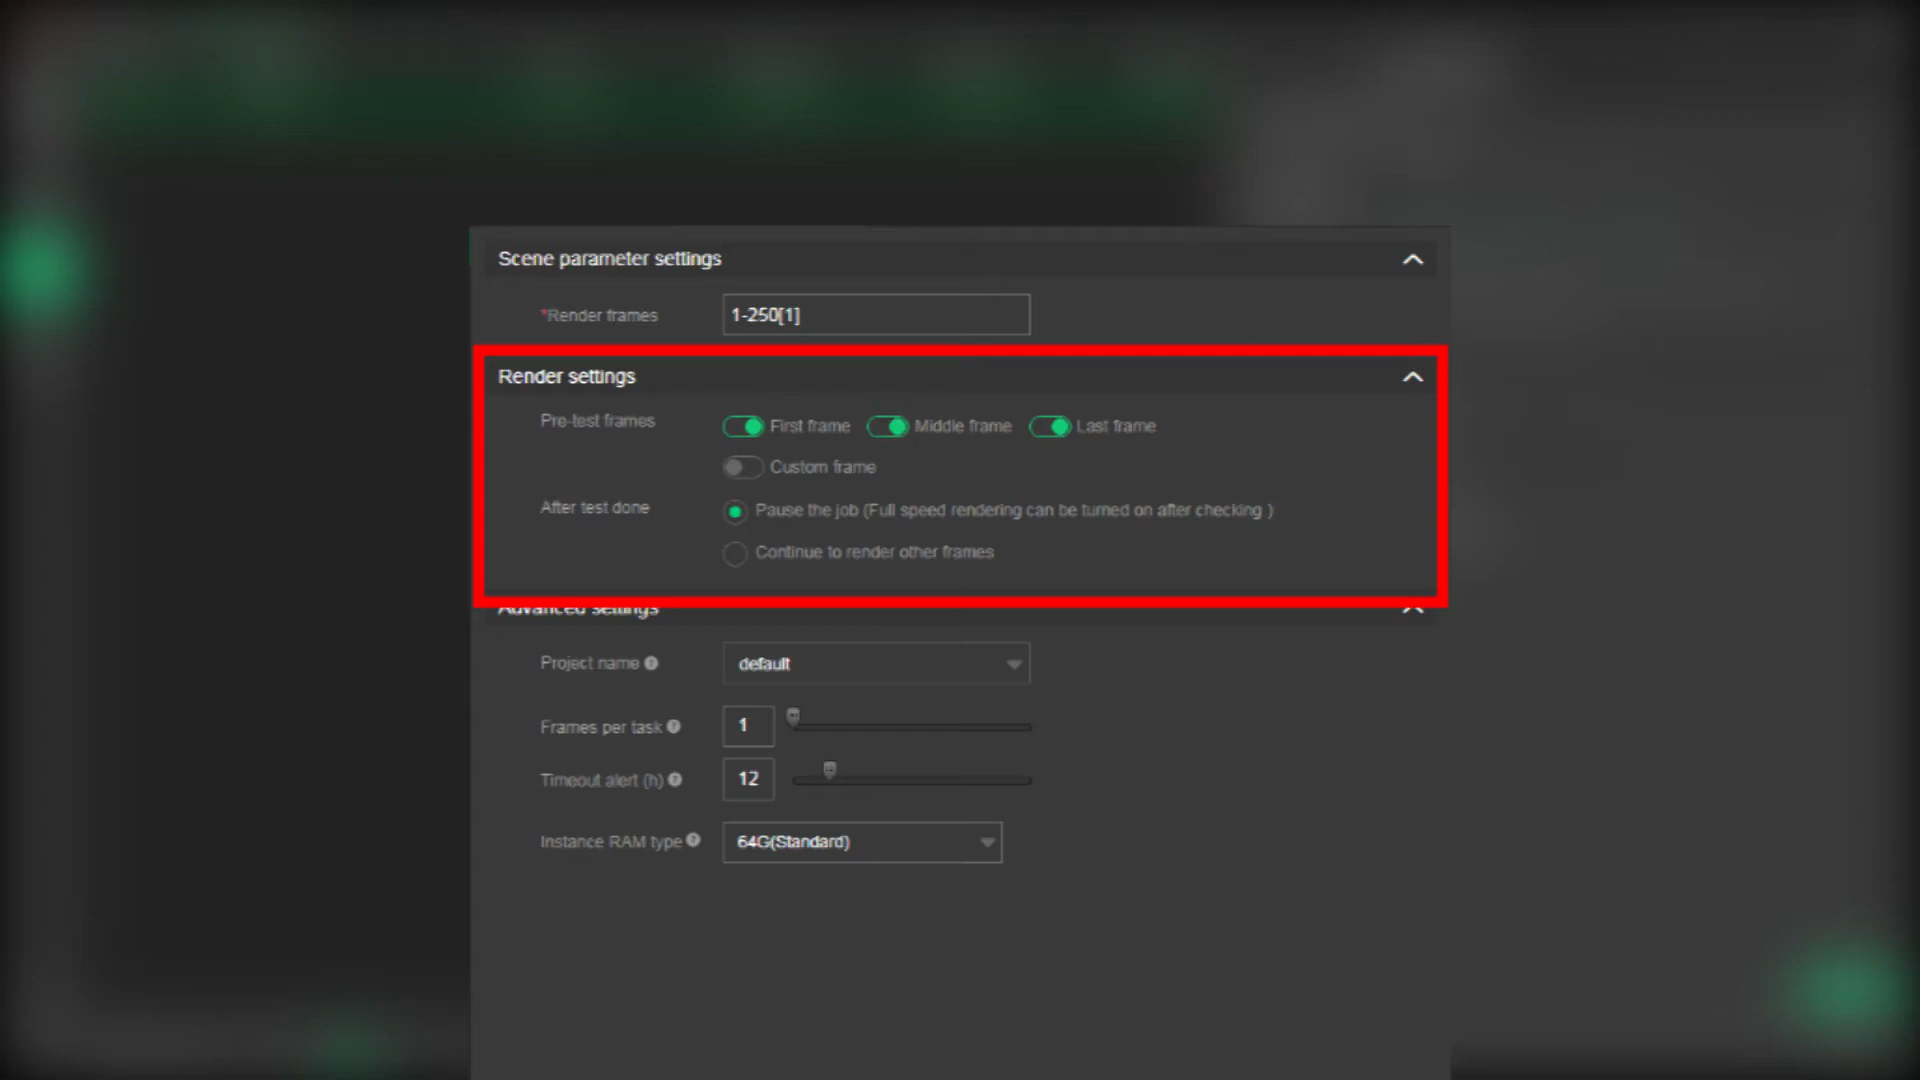 Scene parameter settings
*Render frames 1-250[1]
Render settings
Pre-test frames First frame Middle frame Last frame
Custom frame
After test done Pause the job (Full speed rendering can be turned on after checking )
Continue to render other frames
Advanced settings
Project name ? default
Frames per task ? 1
Timeout alert (h) ? 12
Instance RAM type ? 64G(Standard)